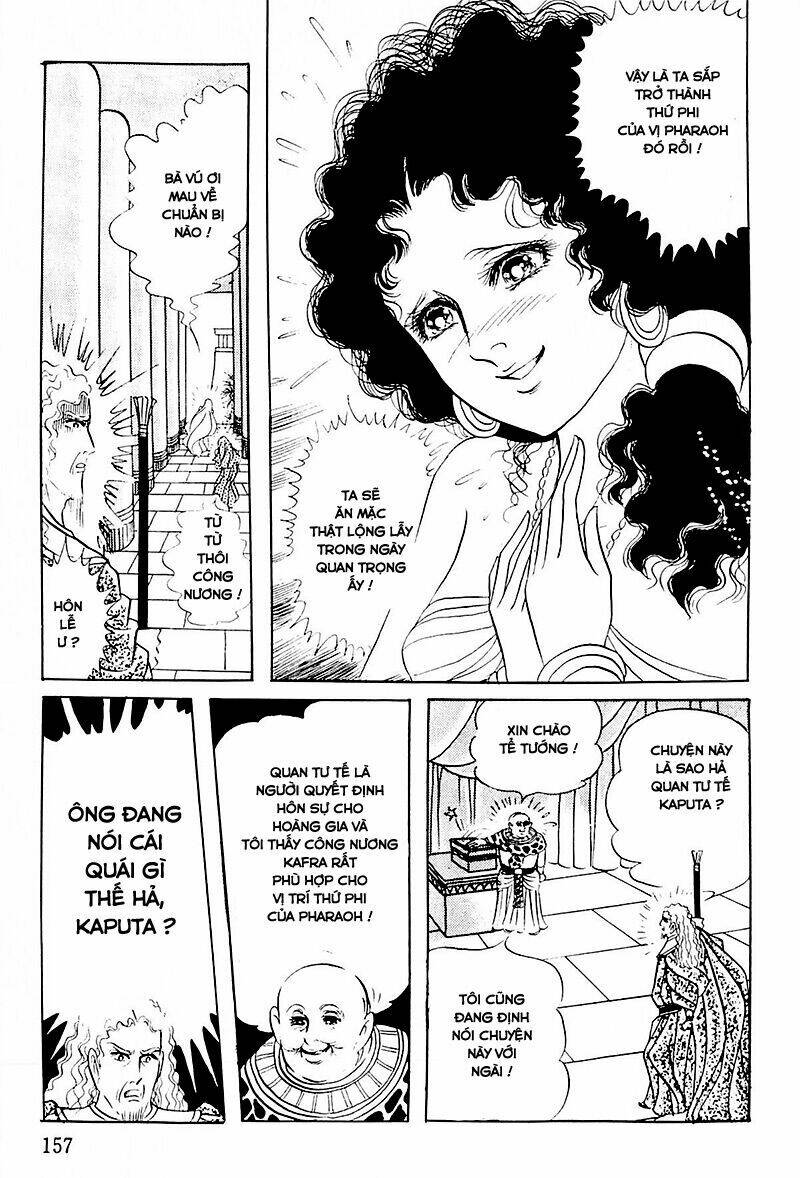 VẬY LÀ TA SẮP
TRỞ THÀNH
THỨ PHI
CỦA VỊ PHARAOH
ĐÓ RỒI !
TA SẼ
ĂN MẶC
THẬT LỘNG LẪY
TRONG NGÀY
QUAN TRỌNG
ẤY !
BÀ VÚ ƠI
MAU VỀ
CHUẨN BỊ
NÀO !
TỪ
TỪ
THÔI
CÔNG
NƯƠNG !
HÔN
LỄ
Ư ?
CHUYỆN NÀY
LÀ SAO HẢ
QUAN TƯ TẾ
KAPUTA ?
XIN CHÀO
TỂ TƯỚNG !
TÔI CŨNG
ĐANG ĐỊNH
NÓI CHUYỆN
NÀY VỚI
NGÀI !
QUAN TƯ TẾ LÀ
NGƯỜI QUYẾT ĐỊNH
HÔN SỰ CHO
HOÀNG GIA VÀ
TÔI THẤY CÔNG NƯƠNG
KAFRA RẤT
PHÙ HỢP CHO
VỊ TRÍ THỨ PHI
CỦA PHARAOH !
ÔNG ĐANG
NÓI CÁI
QUÁI GÌ
THẾ HẢ,
KAPUTA ?
157